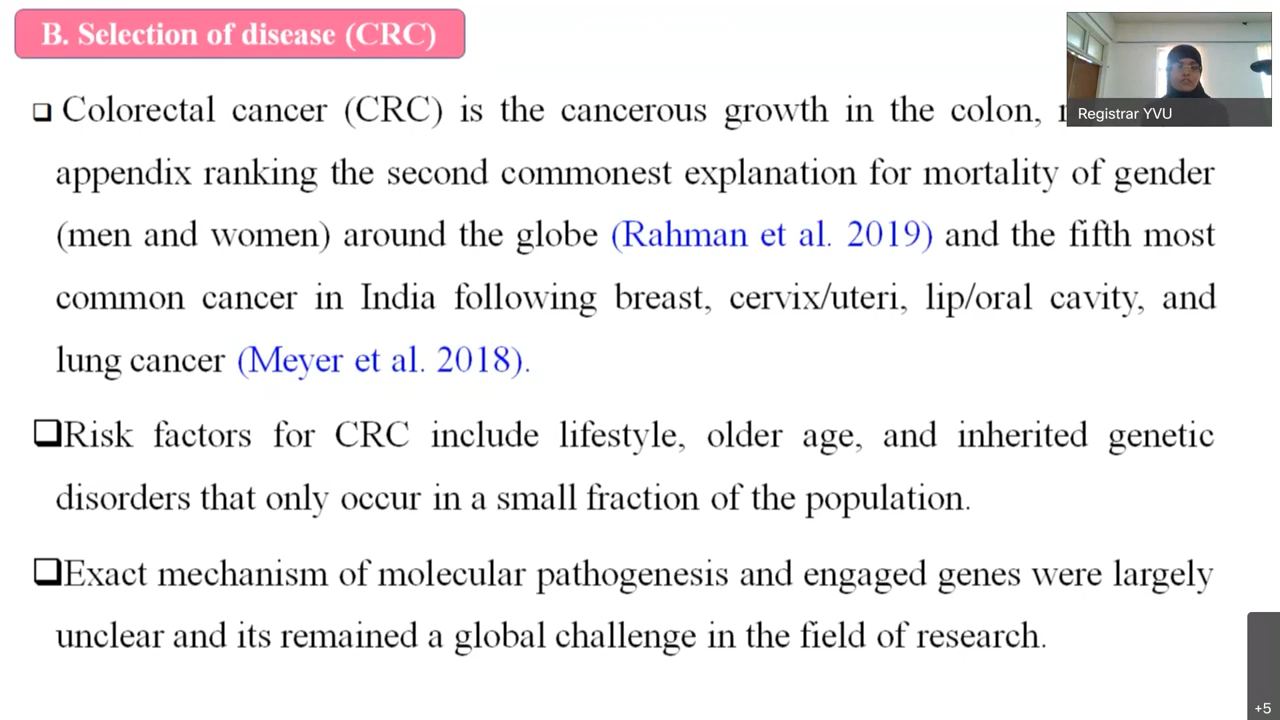 B. Selection of disease (CRC)
❑ Colorectal cancer (CRC) is the cancerous growth in the colon,
Registrar YVU
appendix ranking the second commonest explanation for mortality of gender
(men and women) around the globe (Rahman et al. 2019) and the fifth most
common cancer in India following breast, cervix/uteri, lip/oral cavity, and
lung cancer (Meyer et al. 2018).
❑Risk factors for CRC include lifestyle, older age, and inherited genetic
disorders that only occur in a small fraction of the population.
❑Exact mechanism of molecular pathogenesis and engaged genes were largely
unclear and its remained a global challenge in the field of research.
+5